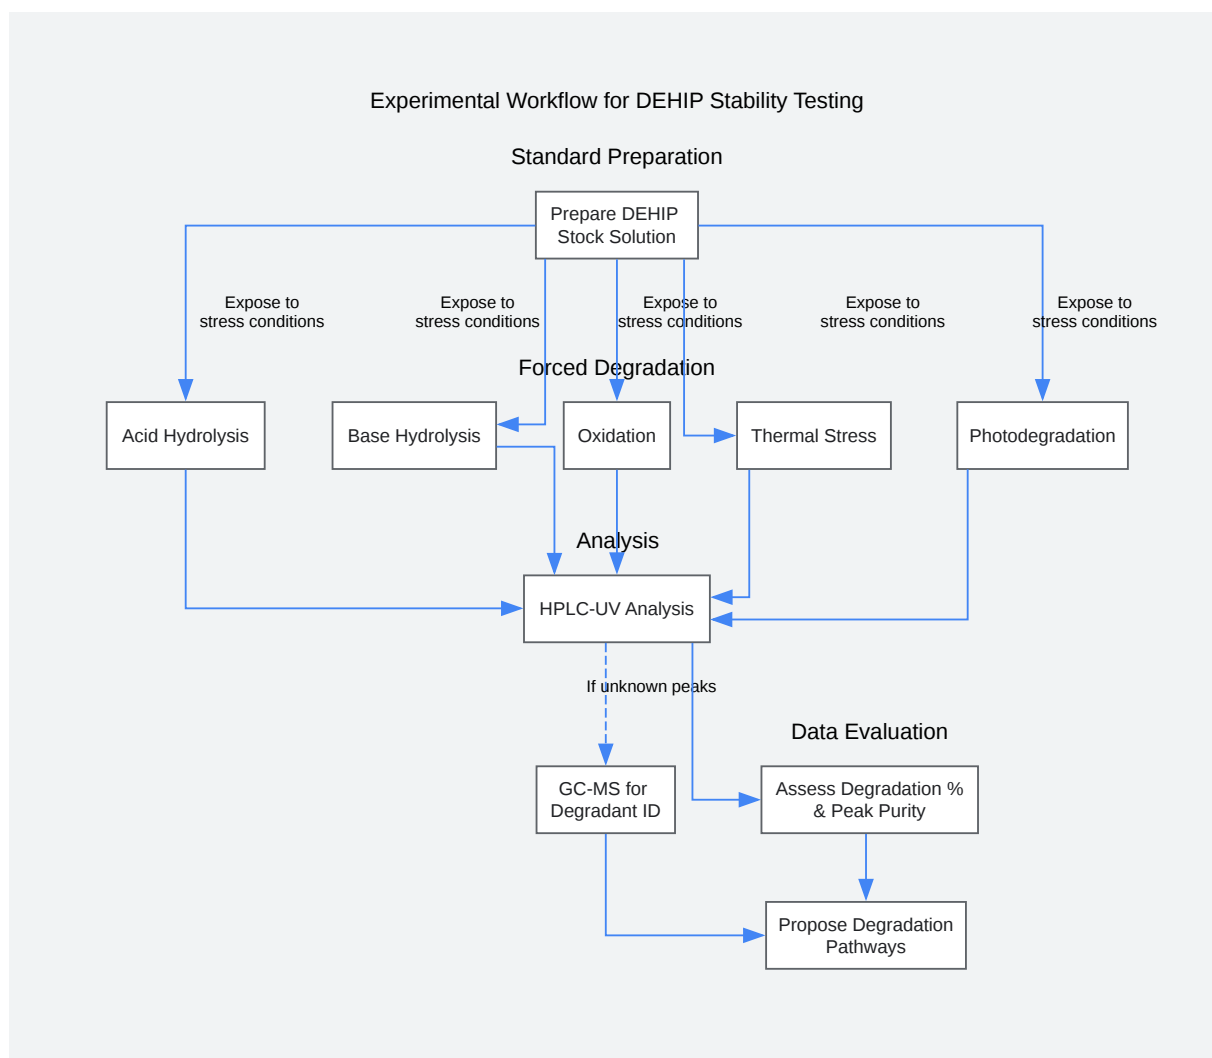 Experimental Workflow for DEHIP Stability Testing
Standard Preparation
Prepare DEHIP
Stock Solution
Expose to
stress conditions
Expose to
stress conditions
Expose to
stress conditions
Expose to
stress conditions
Expose to
stress conditions
Forced Degradation
Acid Hydrolysis
Base Hydrolysis
Oxidation
Thermal Stress
Photodegradation
Analysis
HPLC-UV Analysis
If unknown peaks
Data Evaluation
GC-MS for
Degradant ID
Assess Degradation %
& Peak Purity
Propose Degradation
Pathways